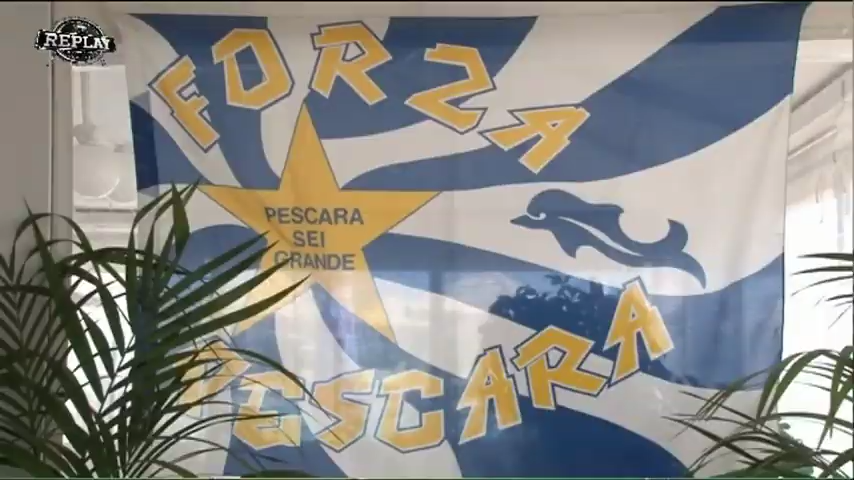 REPLAY
FORZA
PESCARA
SEI
GRANDE
PESCARA